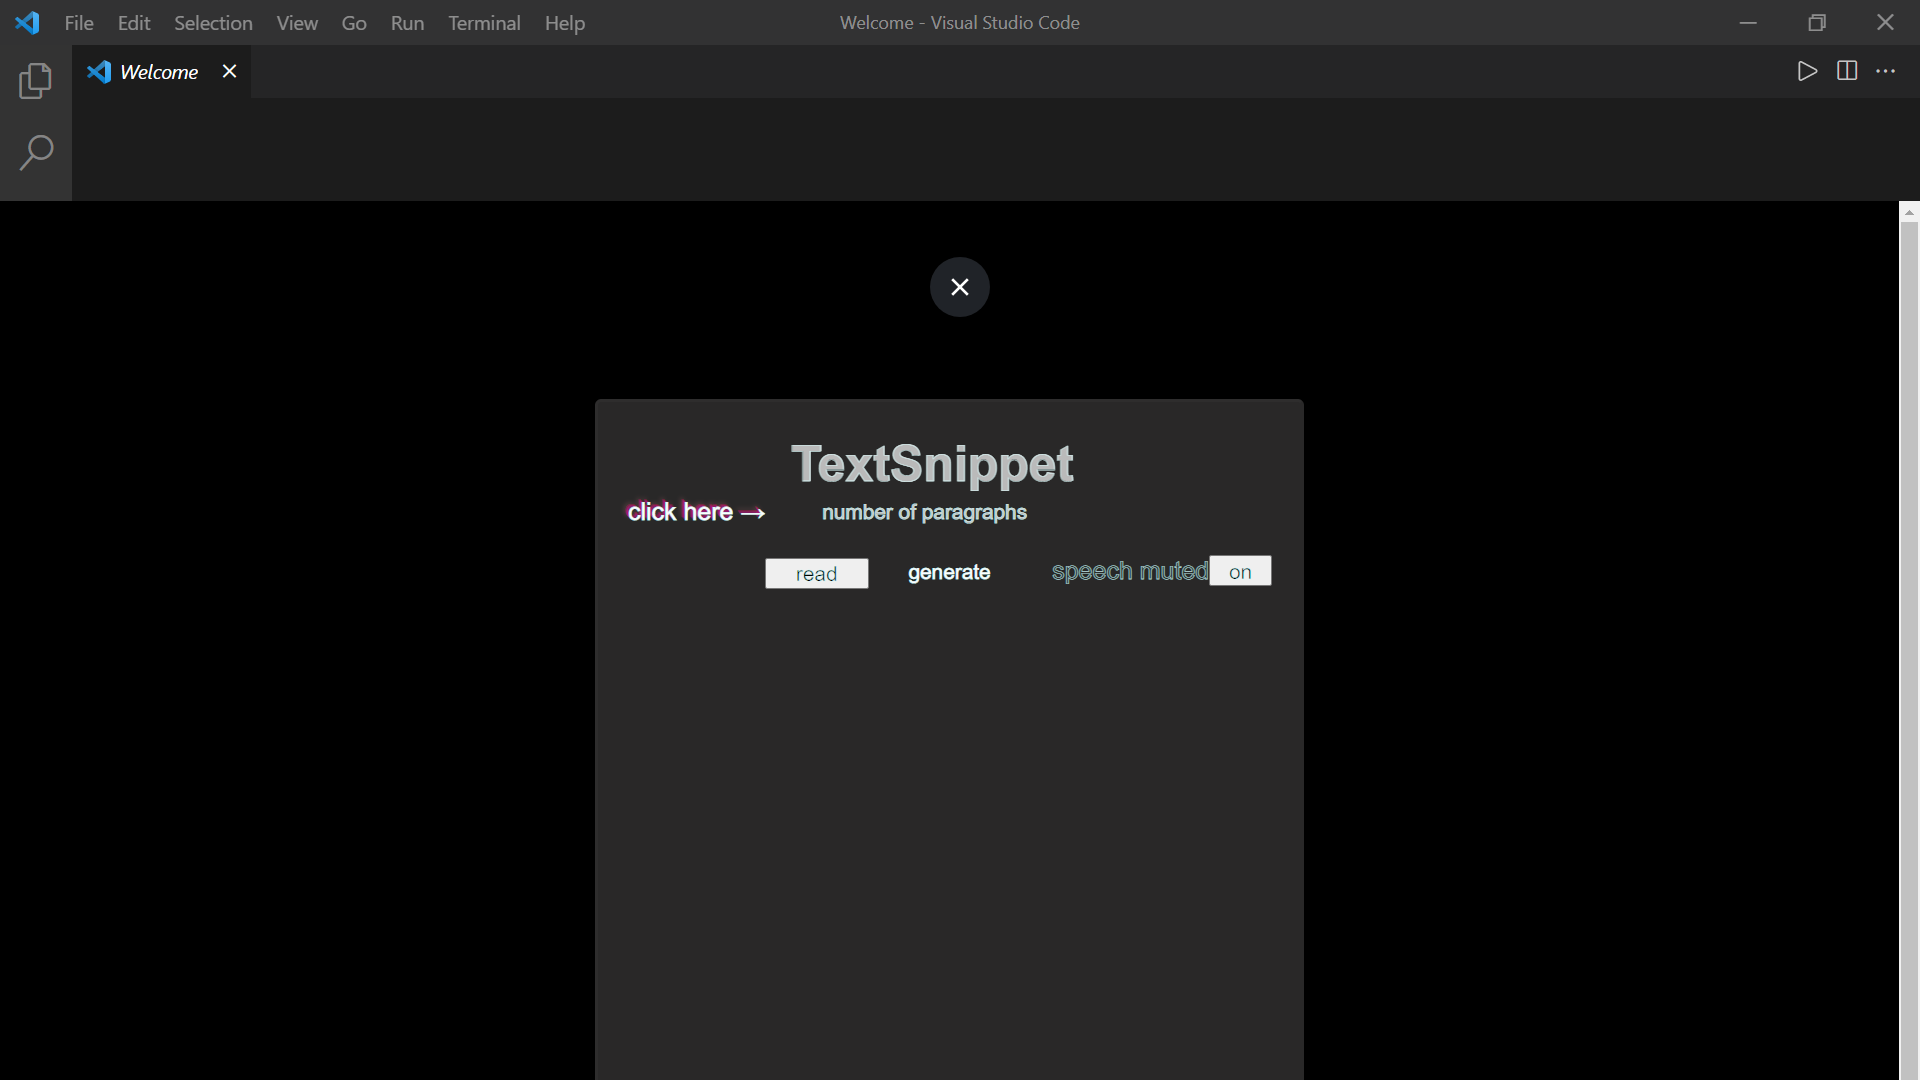 File Edit Selection View Go Run Terminal Help Welcome - Visual Studio Code
Welcome
TextSnippet
click here → number of paragraphs
read generate speech muted on